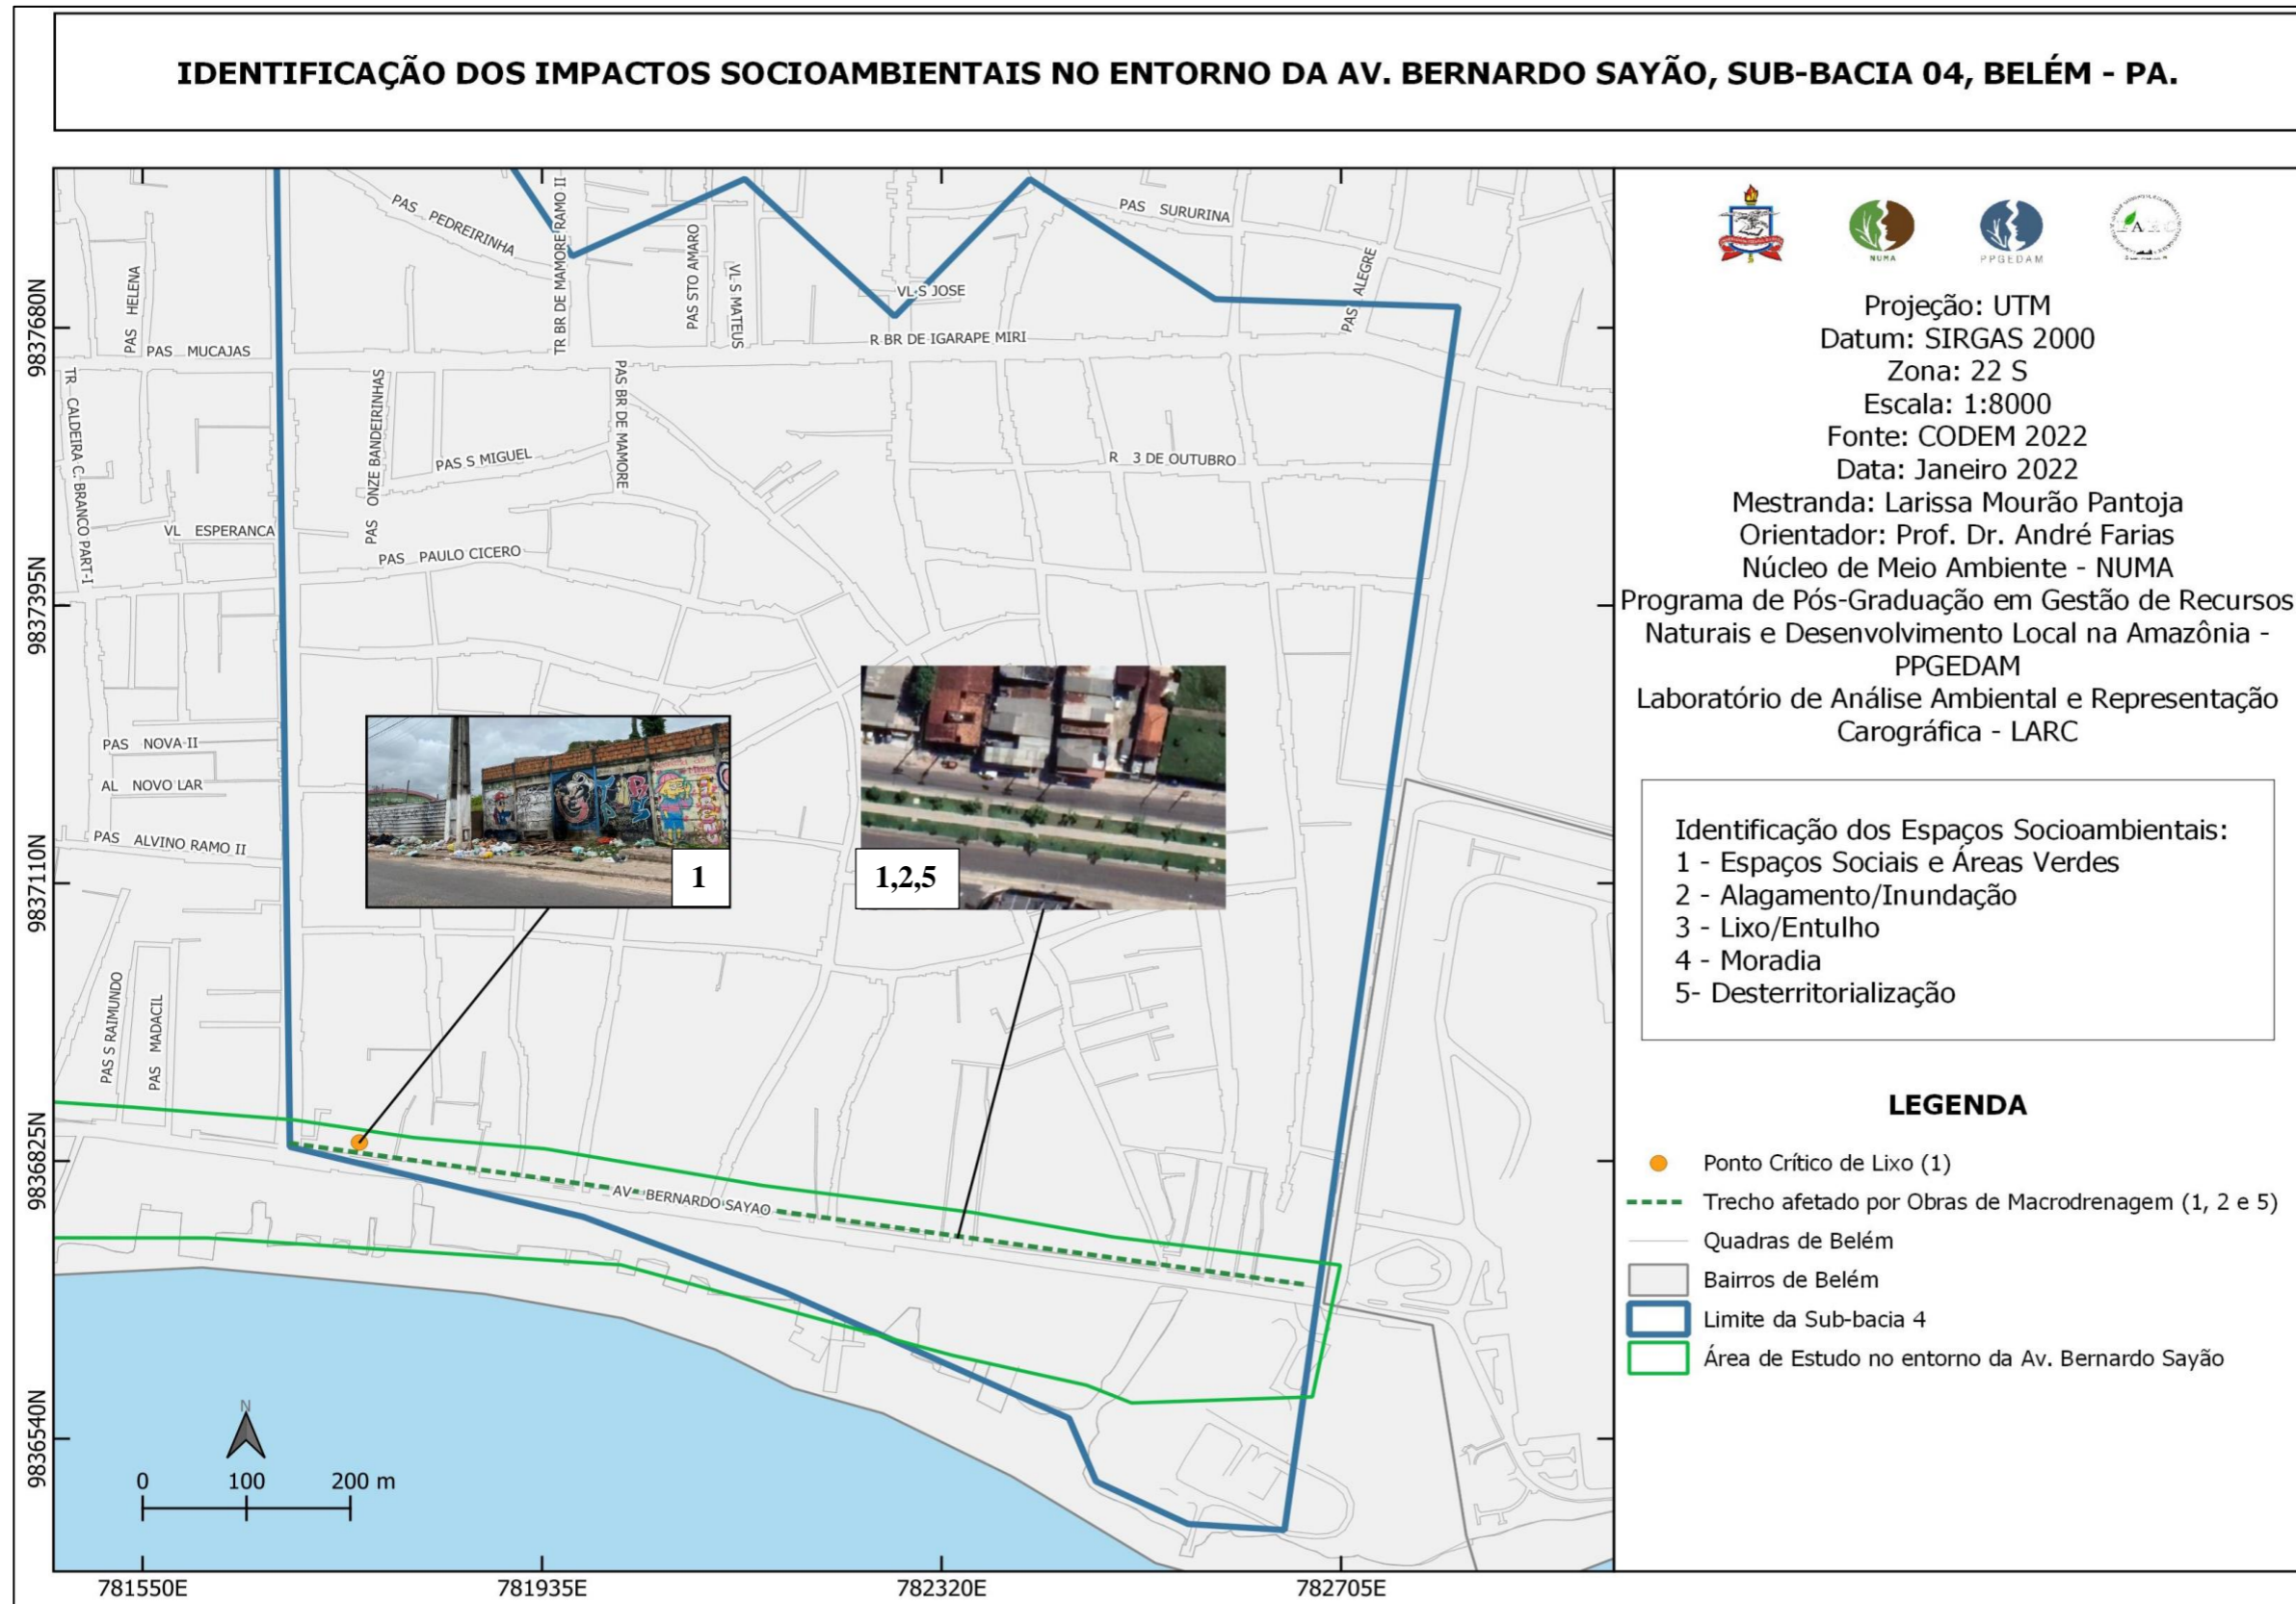 IDENTIFICAÇÃO DOS IMPACTOS SOCIOAMBIENTAIS NO ENTORNO DA AV. BERNARDO SAYÃO, SUB-BACIA 04, BELÉM - PA.
PAS PEDREIRINHA
TR BR DE MAMORE RAMO II
PAS STO AMARO
VL S MATEUS
VL S JOSE
PAS SURURINA
PAS ALEGRE
PAS HELENA
PAS MUCAJAS
R BR DE IGARAPE MIRI
TR CALDEIRA C. BRANCO PART-I
PAS ONZE BANDEIRINHAS
PAS S MIGUEL
PAS BR DE MAMORE
R 3 DE OUTUBRO
VL ESPERANCA
PAS PAULO CICERO
PAS NOVA II
AL NOVO LAR
PAS ALVINO RAMO II
1
1,2,5
PAS S RAIMUNDO
PAS MADACIL
AV BERNARDO SAYAO
N
0 100 200 m
9837680N
9837395N
9837110N
9836825N
9836540N
781550E 781935E 782320E 782705E
NUMA
PPGEDAM
Projeção: UTM
Datum: SIRGAS 2000
Zona: 22 S
Escala: 1:8000
Fonte: CODEM 2022
Data: Janeiro 2022
Mestranda: Larissa Mourão Pantoja
Orientador: Prof. Dr. André Farias
Núcleo de Meio Ambiente - NUMA
Programa de Pós-Graduação em Gestão de Recursos
Naturais e Desenvolvimento Local na Amazônia -
PPGEDAM
Laboratório de Análise Ambiental e Representação
Carográfica - LARC
Identificação dos Espaços Socioambientais:
1 - Espaços Sociais e Áreas Verdes
2 - Alagamento/Inundação
3 - Lixo/Entulho
4 - Moradia
5- Desterritorialização
LEGENDA
Ponto Crítico de Lixo (1)
Trecho afetado por Obras de Macrodrenagem (1, 2 e 5)
Quadras de Belém
Bairros de Belém
Limite da Sub-bacia 4
Área de Estudo no entorno da Av. Bernardo Sayão